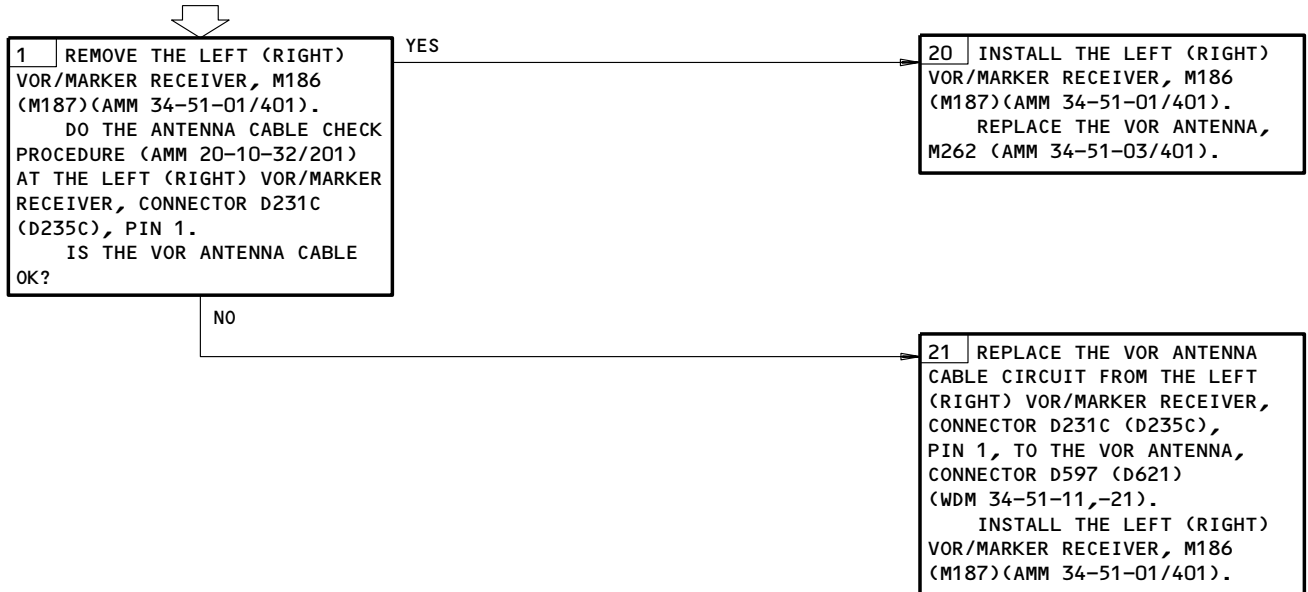 1 REMOVE THE LEFT (RIGHT)
VOR/MARKER RECEIVER, M186
(M187)(AMM 34-51-01/401).
DO THE ANTENNA CABLE CHECK
PROCEDURE (AMM 20-10-32/201)
AT THE LEFT (RIGHT) VOR/MARKER
RECEIVER, CONNECTOR D231C
(D235C), PIN 1.
IS THE VOR ANTENNA CABLE
OK?
YES
20 INSTALL THE LEFT (RIGHT)
VOR/MARKER RECEIVER, M186
(M187)(AMM 34-51-01/401).
REPLACE THE VOR ANTENNA,
M262 (AMM 34-51-03/401).
NO
21 REPLACE THE VOR ANTENNA
CABLE CIRCUIT FROM THE LEFT
(RIGHT) VOR/MARKER RECEIVER,
CONNECTOR D231C (D235C),
PIN 1, TO THE VOR ANTENNA,
CONNECTOR D597 (D621)
(WDM 34-51-11,-21).
INSTALL THE LEFT (RIGHT)
VOR/MARKER RECEIVER, M186
(M187)(AMM 34-51-01/401).